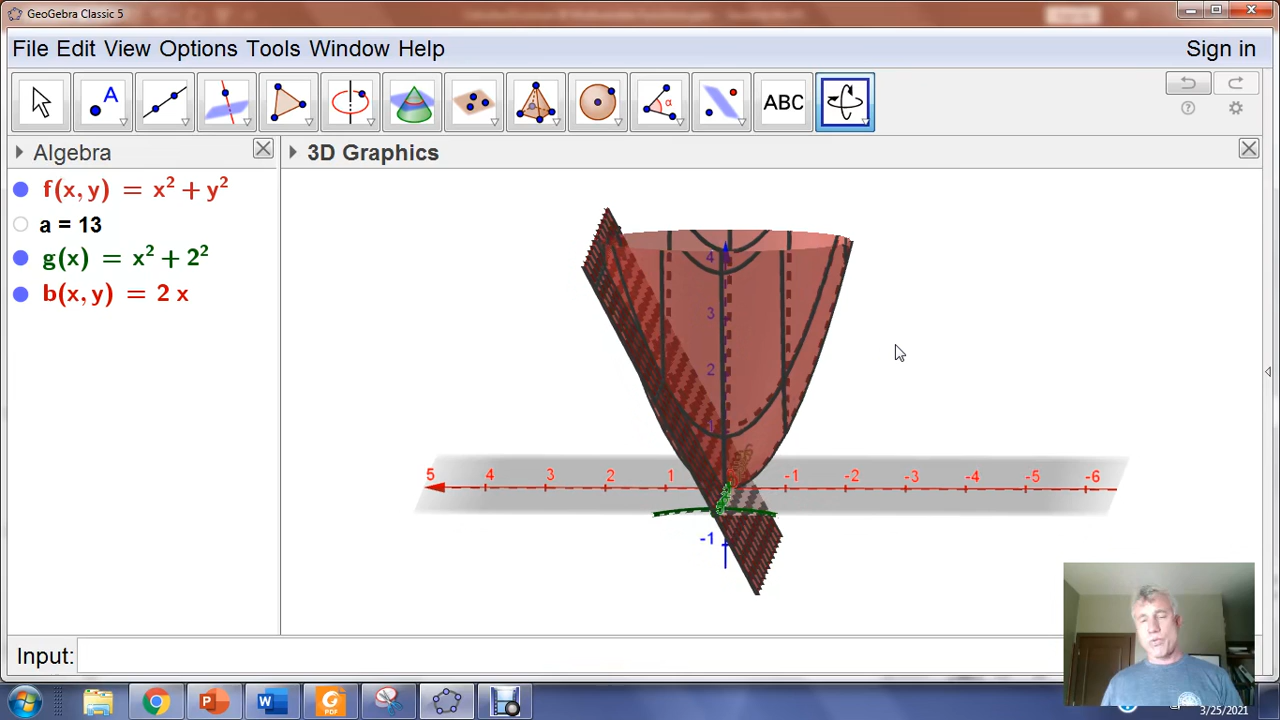 GeoGebra Classic 5
File Edit View Options Tools Window Help
Sign in
A
α
ABC
Algebra
3D Graphics
f(x, y) = x² + y²
a = 13
g(x) = x² + 2²
b(x, y) = 2 x
4
3
2
1
5 4 3 2 1 -1 -2 -3 -4 -5 -6
-1
Input:
PDF
3/25/2021